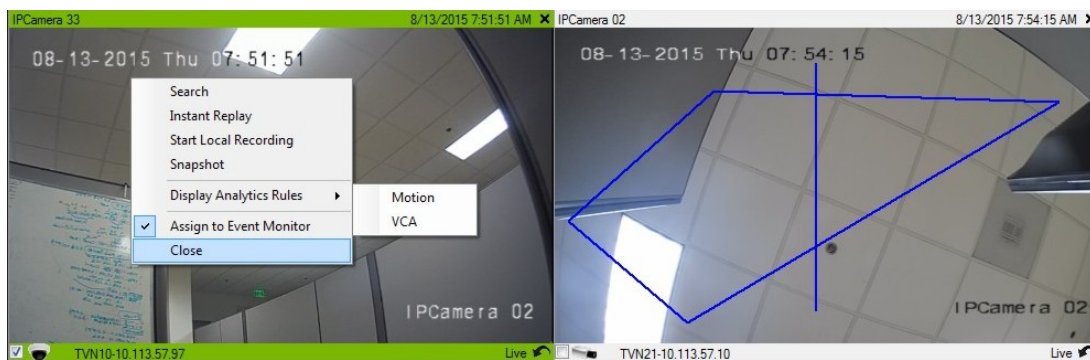 IPCamera 33 8/13/2015 7:51:51 AM
IPCamera 02 8/13/2015 7:54:15 AM
08-13-2015 Thu 07:51:51
08-13-2015 Thu 07:54:15
Search
Instant Replay
Start Local Recording
Snapshot
Display Analytics Rules
Motion
VCA
Assign to Event Monitor
Close
IPCamera 02
IPCamera 02
TVN10-10.113.57.97 Live
TVN21-10.113.57.10 Live